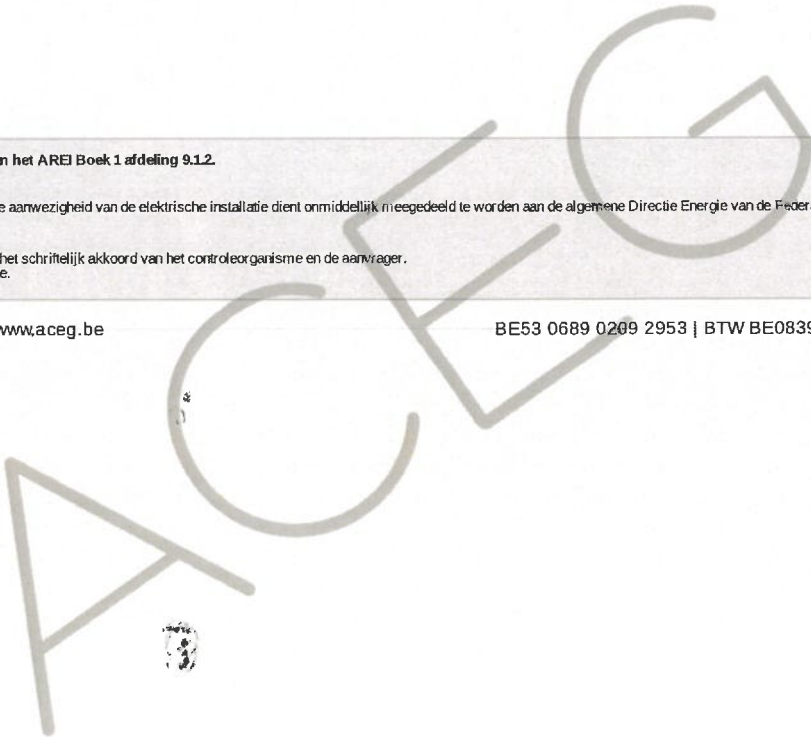 n het AREI Boek 1 afdeling 9.1.2.
e aanwezigheid van de elektrische installatie dient onmiddellijk meegedeeld te worden aan de algemene Directie Energie van de Feder
het schriftelijk akkoord van het controleorganisme en de aanvrager.
e.
www.aceg.be
BE53 0689 0209 2953 | BTW BE0839
ACEG